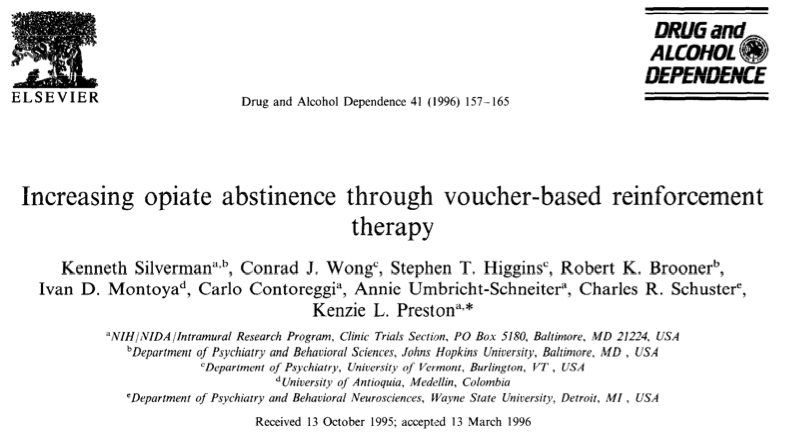 ELSEVIER
DRUG and
ALCOHOL
DEPENDENCE
Drug and Alcohol Dependence 41 (1996) 157–165
Increasing opiate abstinence through voucher-based reinforcement
therapy
Kenneth Silverman^a,b, Conrad J. Wong^c, Stephen T. Higgins^c, Robert K. Brooner^b,
Ivan D. Montoya^d, Carlo Contoreggi^a, Annie Umbricht-Schneiter^a, Charles R. Schuster^e,
Kenzie L. Preston^a,*
^aNIH/NIDA/Intramural Research Program, Clinic Trials Section, PO Box 5180, Baltimore, MD 21224, USA
^bDepartment of Psychiatry and Behavioral Sciences, Johns Hopkins University, Baltimore, MD , USA
^cDepartment of Psychiatry, University of Vermont, Burlington, VT , USA
^dUniversity of Antioquia, Medellin, Colombia
^eDepartment of Psychiatry and Behavioral Neurosciences, Wayne State University, Detroit, MI , USA
Received 13 October 1995; accepted 13 March 1996